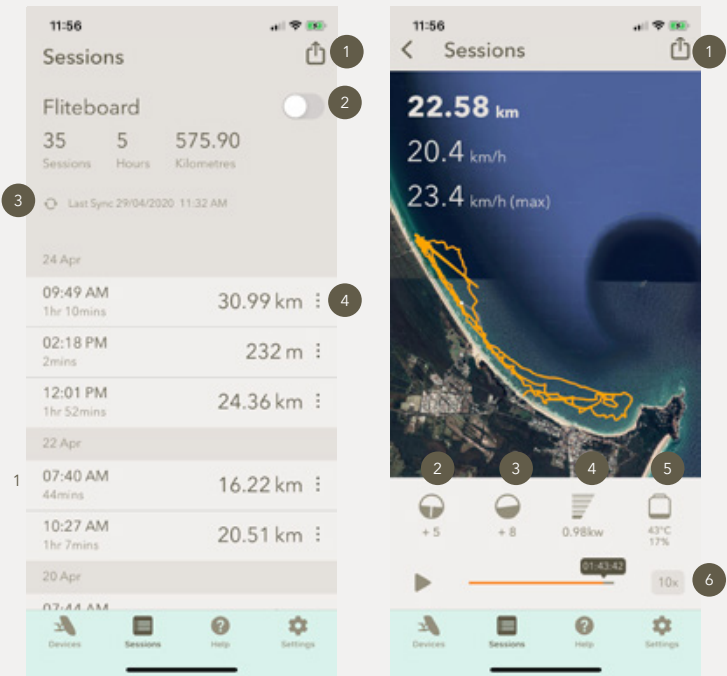 11:56
Sessions
1
Fliteboard
2
35 5 575.90
Sessions Hours Kilometres
3
Last Sync 29/04/2020 11:32 AM
24 Apr
09:49 AM
1hr 10mins
30.99 km
4
02:18 PM
2mins
232 m
12:01 PM
1hr 52mins
24.36 km
22 Apr
1
07:40 AM
44mins
16.22 km
10:27 AM
1hr 7mins
20.51 km
20 Apr
07:44 AM
Devices Sessions Help Settings
11:56
Sessions
1
22.58 km
20.4 km/h
23.4 km/h (max)
2 3 4 5
+ 5 + 8 0.98kw 43°C
17%
01:43:42
10x
6
Devices Sessions Help Settings